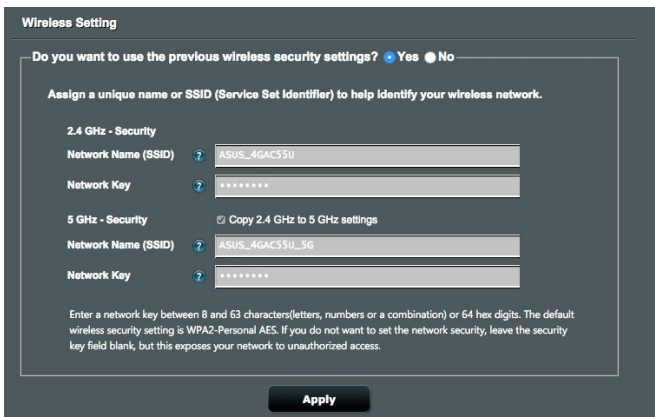 Wireless Setting
Do you want to use the previous wireless security settings? Yes No
Assign a unique name or SSID (Service Set Identifier) to help identify your wireless network.
2.4 GHz - Security
Network Name (SSID) ? ASUS_4GAC55U
Network Key ? ••••••••
5 GHz - Security Copy 2.4 GHz to 5 GHz settings
Network Name (SSID) ? ASUS_4GAC55U_5G
Network Key ? ••••••••
Enter a network key between 8 and 63 characters(letters, numbers or a combination) or 64 hex digits. The default
wireless security setting is WPA2-Personal AES. If you do not want to set the network security, leave the security
key field blank, but this exposes your network to unauthorized access.
Apply